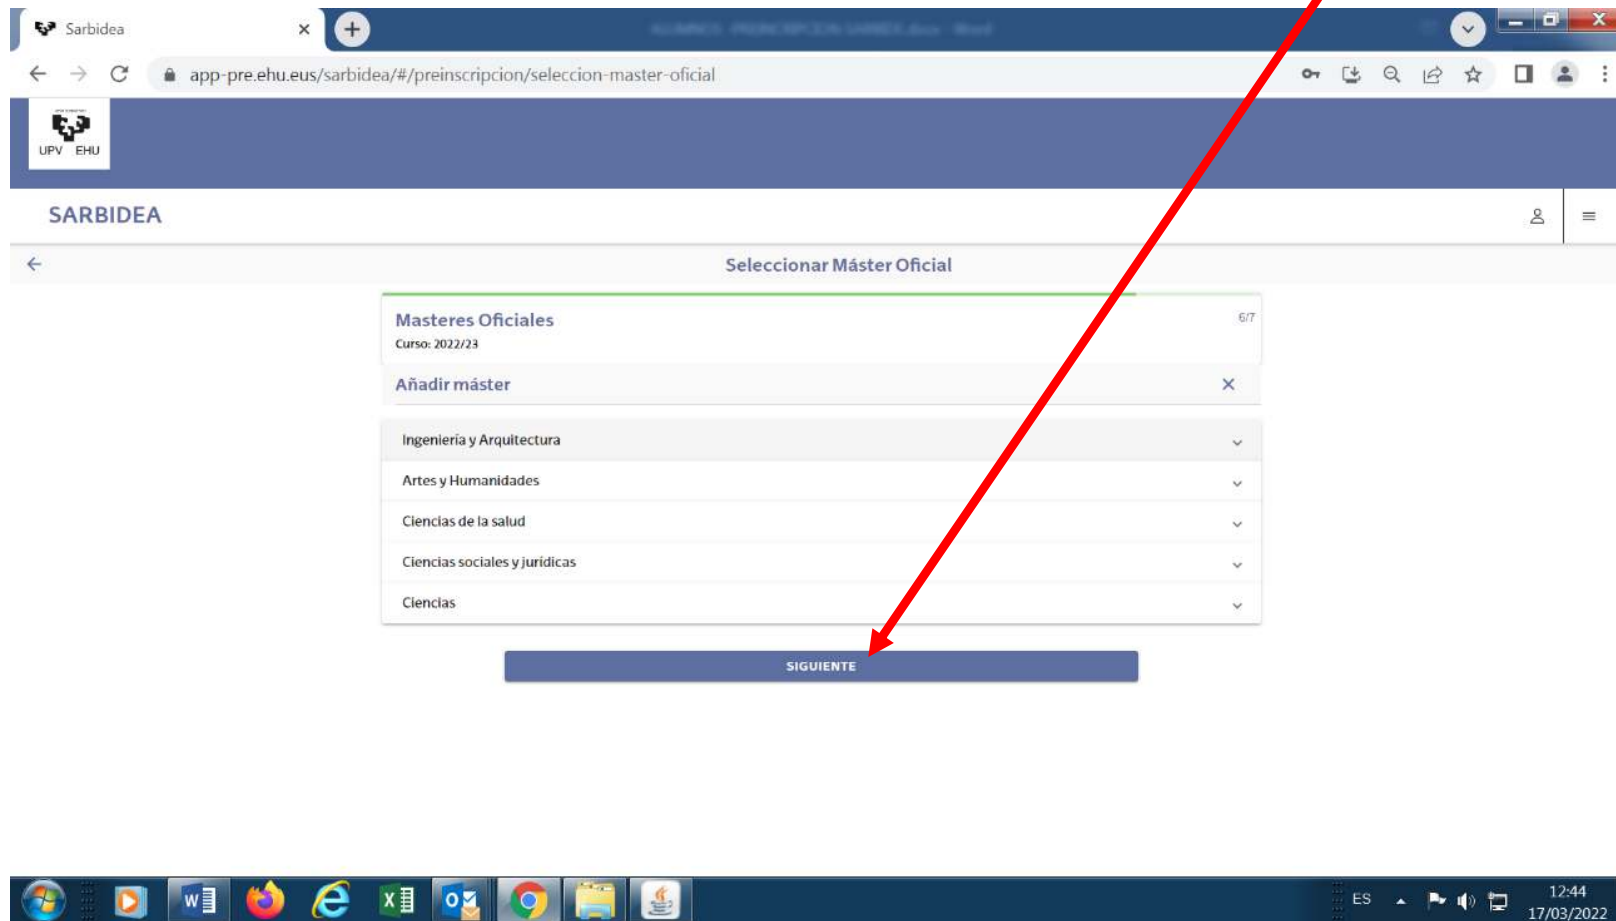 Sarbidea
app-pre.ehu.eus/sarbidea/#/preinscripcion/seleccion-master-oficial
UPV EHU
SARBIDEA
Seleccionar Máster Oficial
Masteres Oficiales
6/7
Curso: 2022/23
Añadir máster
Ingeniería y Arquitectura
Artes y Humanidades
Ciencias de la salud
Ciencias sociales y jurídicas
Ciencias
SIGUIENTE
ES
12:44
17/03/2022